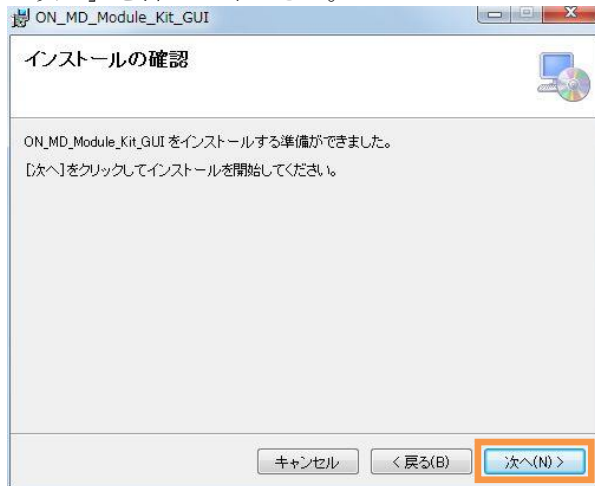 ON_MD_Module_Kit_GUI
インストールの確認
ON_MD_Module_Kit_GUI をインストールする準備ができました。
[次へ]をクリックしてインストールを開始してください。
キャンセル
< 戻る(B)
次へ(N) >